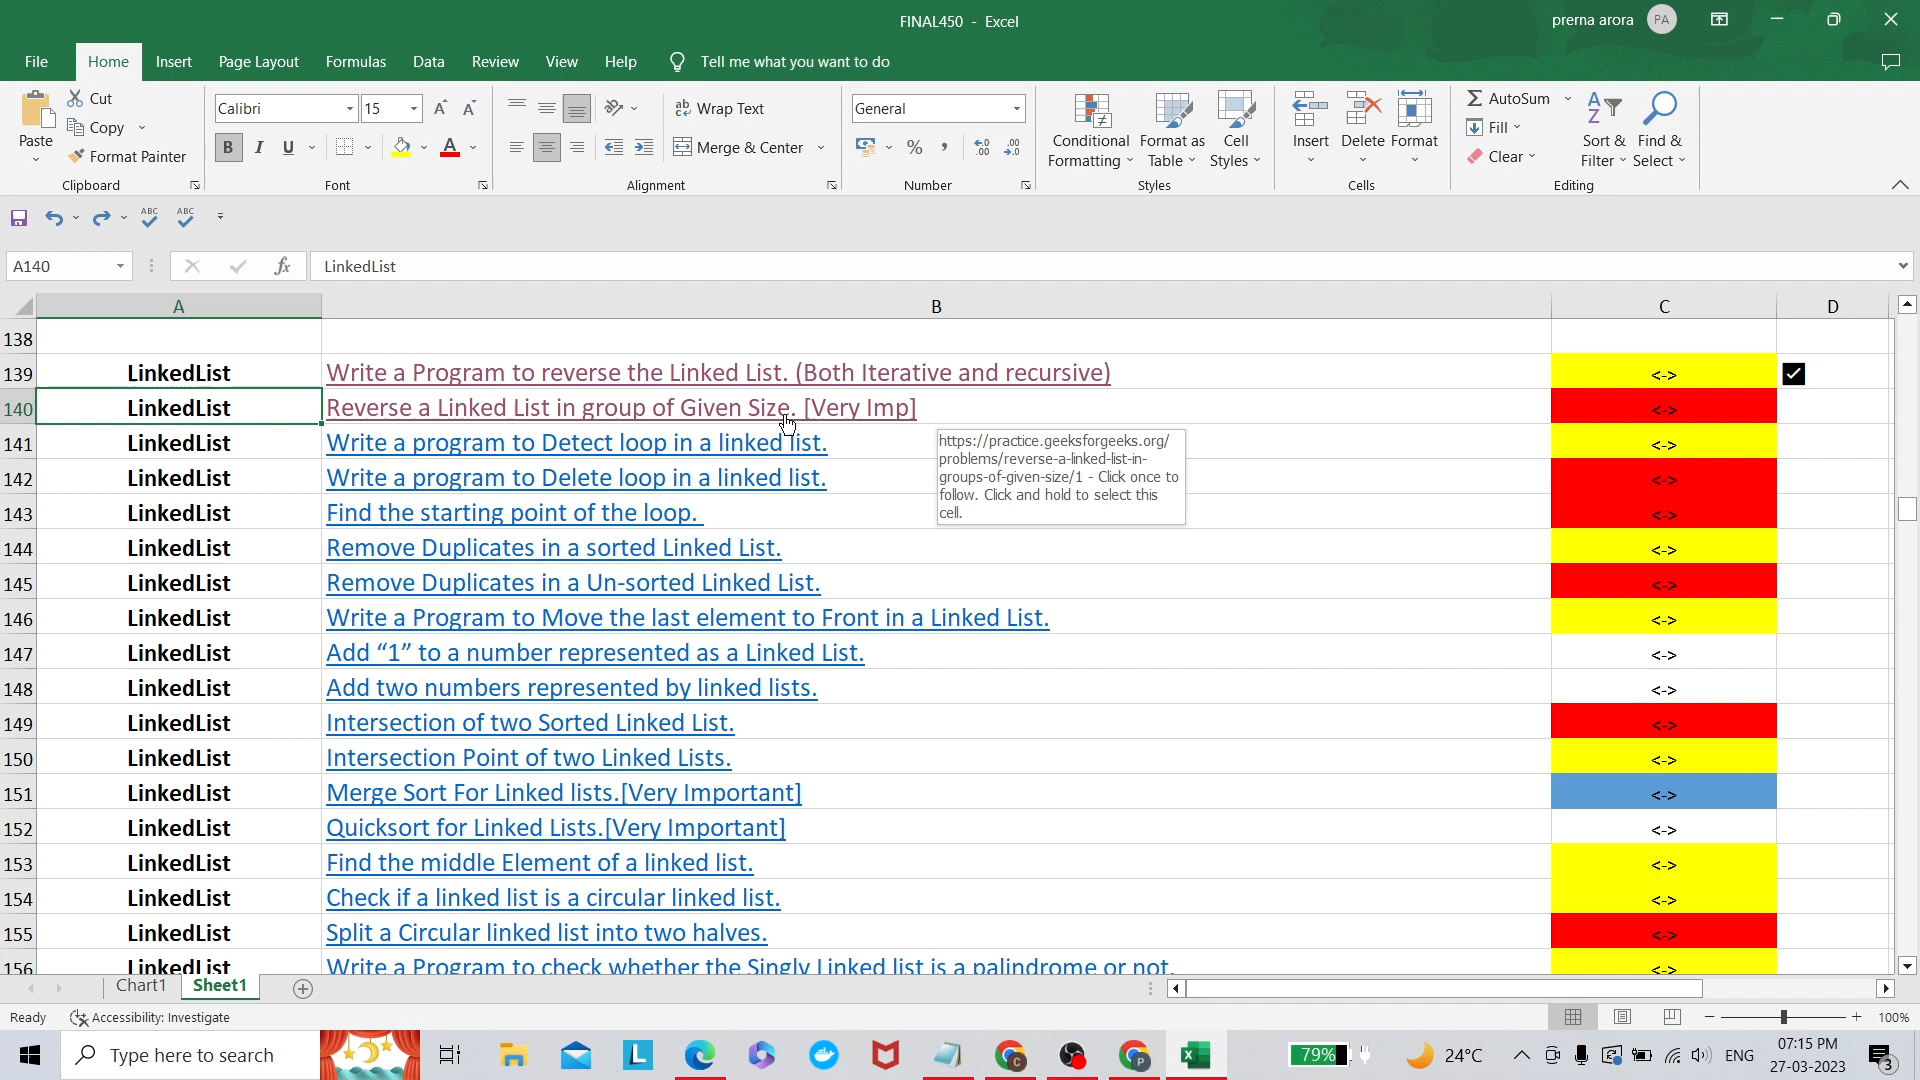 FINAL450 - Excel
prerna arora PA
File Home Insert Page Layout Formulas Data Review View Help Tell me what you want to do
Paste
Cut
Copy
Format Painter
Clipboard
Calibri 15
B I U
Font
Wrap Text
Merge & Center
Alignment
General
Number
Conditional Formatting
Format as Table
Cell Styles
Styles
Insert Delete Format
Cells
AutoSum
Fill
Clear
Sort & Filter
Find & Select
Editing
A140 fx LinkedList
A B C D
138
139 LinkedList Write a Program to reverse the Linked List. (Both Iterative and recursive) <->
140 LinkedList Reverse a Linked List in group of Given Size. [Very Imp] <->
141 LinkedList Write a program to Detect loop in a linked list. <->
142 LinkedList Write a program to Delete loop in a linked list. <->
143 LinkedList Find the starting point of the loop. <->
https://practice.geeksforgeeks.org/
problems/reverse-a-linked-list-in-
groups-of-given-size/1 - Click once to
follow. Click and hold to select this
cell.
144 LinkedList Remove Duplicates in a sorted Linked List. <->
145 LinkedList Remove Duplicates in a Un-sorted Linked List. <->
146 LinkedList Write a Program to Move the last element to Front in a Linked List. <->
147 LinkedList Add “1” to a number represented as a Linked List. <->
148 LinkedList Add two numbers represented by linked lists. <->
149 LinkedList Intersection of two Sorted Linked List. <->
150 LinkedList Intersection Point of two Linked Lists. <->
151 LinkedList Merge Sort For Linked lists.[Very Important] <->
152 LinkedList Quicksort for Linked Lists.[Very Important] <->
153 LinkedList Find the middle Element of a linked list. <->
154 LinkedList Check if a linked list is a circular linked list. <->
155 LinkedList Split a Circular linked list into two halves. <->
156 LinkedList Write a Program to check whether the Singly Linked list is a palindrome or not. <->
Chart1 Sheet1
Ready Accessibility: Investigate 100%
Type here to search
79% 24°C ENG 07:15 PM
27-03-2023
3